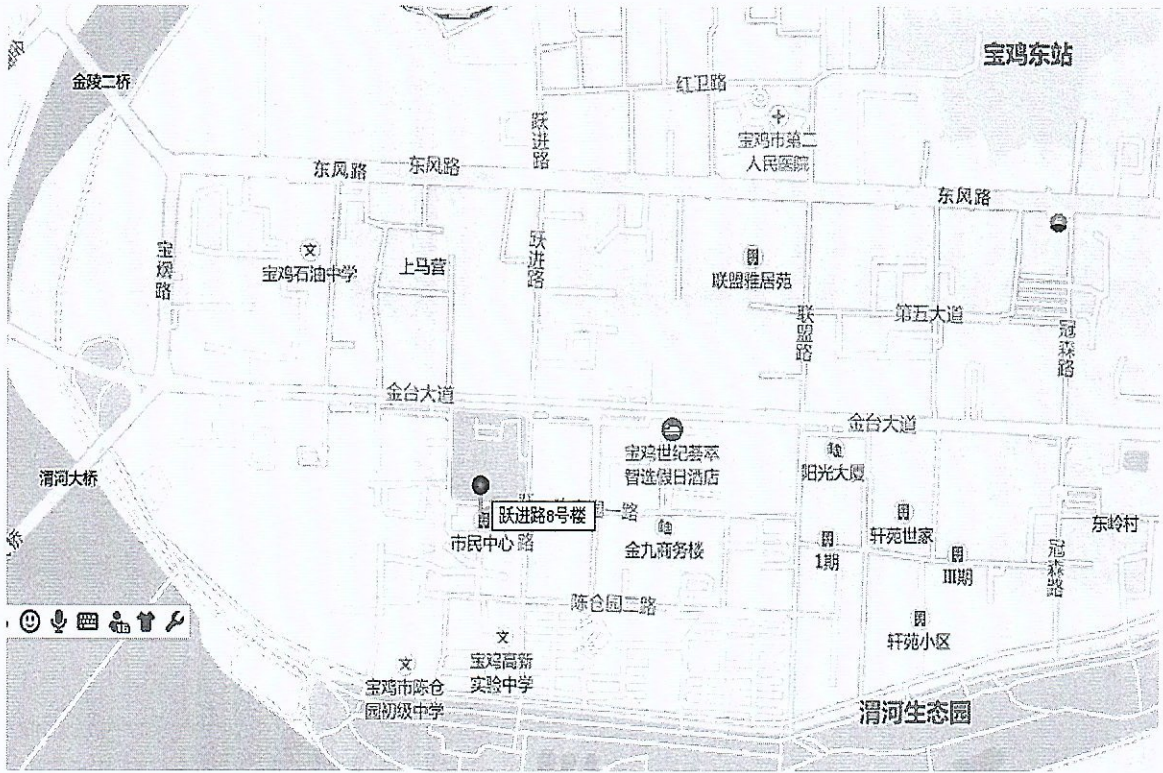 宝鸡东站
金陵二桥
红卫路
跃进路
宝鸡市第二
人民医院
东风路
东风路
东风路
宝烟路
跃进路
宝鸡石油中学
上马营
联盟雅居苑
联盟路
第五大道
冠森路
金台大道
金台大道
宝鸡世纪荟萃
智选假日酒店
阳光大厦
渭河大桥
跃进路8号楼
一路
市民中心
路
金九商务楼
轩苑世家
东岭村
1期
III期
冠森路
陈仓园二路
轩苑小区
宝鸡高新
实验中学
宝鸡市陈仓
园初级中学
渭河生态园